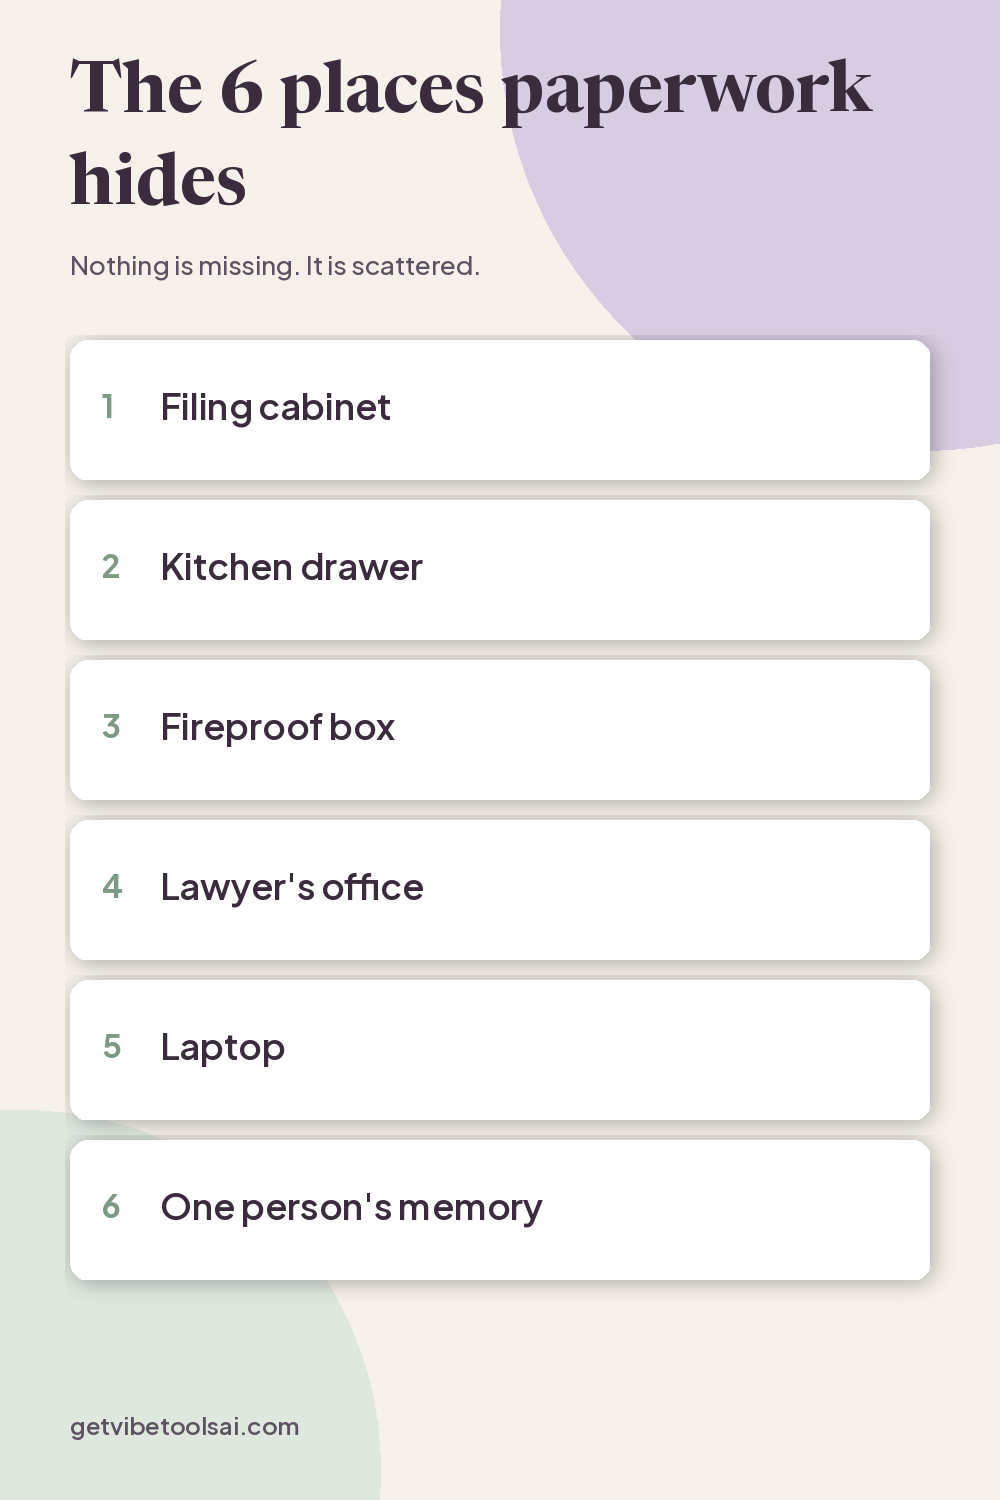 The 6 places paperwork
hides
Nothing is missing. It is scattered.
1 Filing cabinet
2 Kitchen drawer
3 Fireproof box
4 Lawyer's office
5 Laptop
6 One person's memory
getvibetoolsai.com